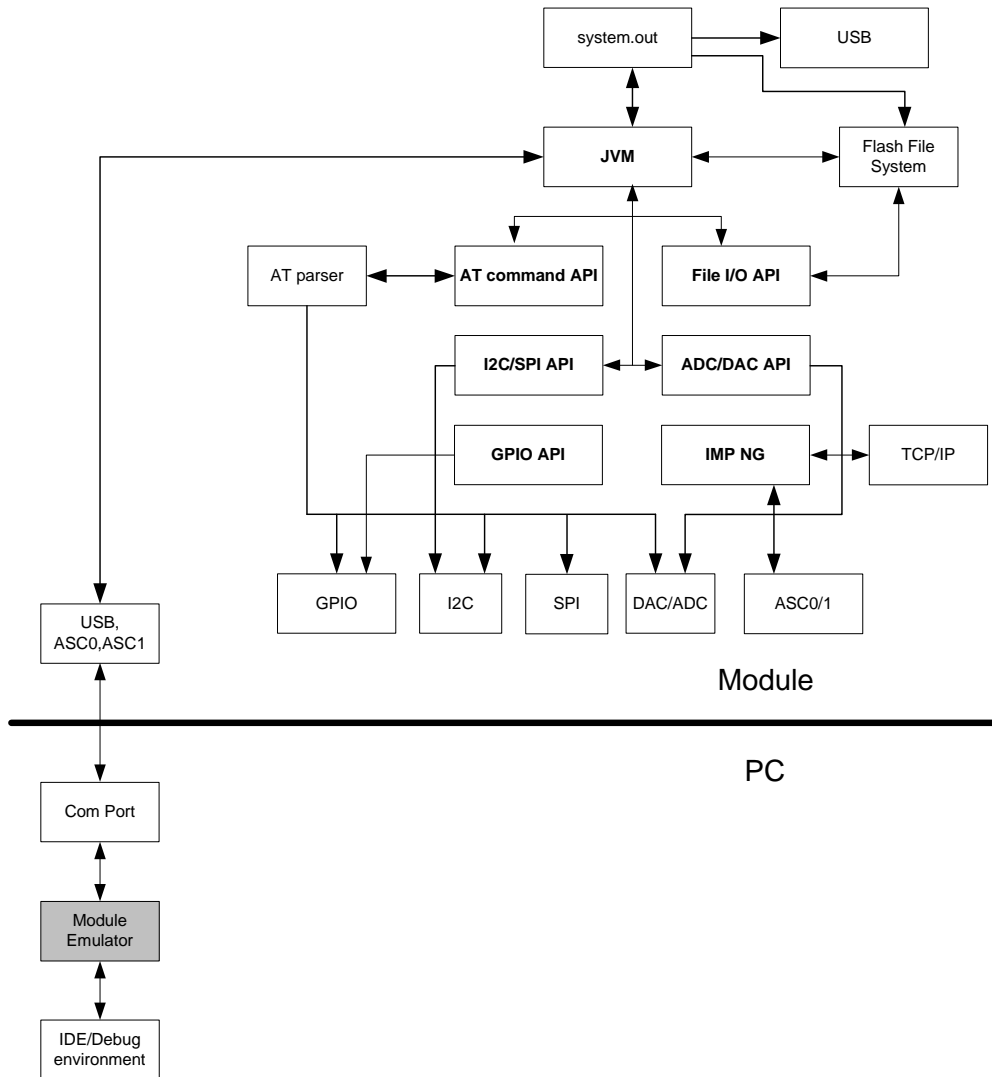 system.out
USB
JVM
Flash File
System
AT parser
AT command API
File I/O API
I2C/SPI API
ADC/DAC API
GPIO API
IMP NG
TCP/IP
GPIO
I2C
SPI
DAC/ADC
ASC0/1
USB,
ASC0,ASC1
Module
PC
Com Port
Module
Emulator
IDE/Debug
environment